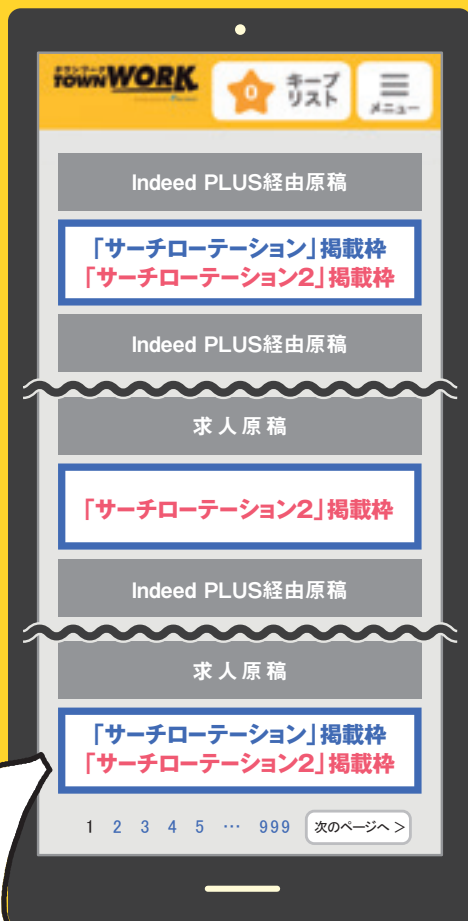 タウンワーク
TOWNWORK
0
キープ
リスト
メニュー
Indeed PLUS経由原稿
「サーチローテーション」掲載枠
「サーチローテーション2」掲載枠
Indeed PLUS経由原稿
求人原稿
「サーチローテーション2」掲載枠
Indeed PLUS経由原稿
求人原稿
「サーチローテーション」掲載枠
「サーチローテーション2」掲載枠
1 2 3 4 5 … 999 次のページへ >